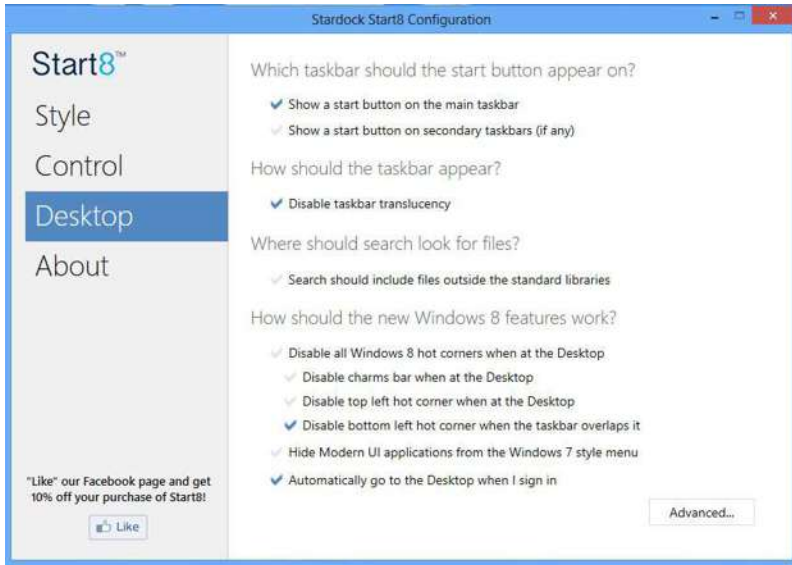 Stardock Start8 Configuration
Start8™
Style
Control
Desktop
About
"Like" our Facebook page and get
10% off your purchase of Start8!
Like
Which taskbar should the start button appear on?
Show a start button on the main taskbar
Show a start button on secondary taskbars (if any)
How should the taskbar appear?
Disable taskbar translucency
Where should search look for files?
Search should include files outside the standard libraries
How should the new Windows 8 features work?
Disable all Windows 8 hot corners when at the Desktop
Disable charms bar when at the Desktop
Disable top left hot corner when at the Desktop
Disable bottom left hot corner when the taskbar overlaps it
Hide Modern UI applications from the Windows 7 style menu
Automatically go to the Desktop when I sign in
Advanced...